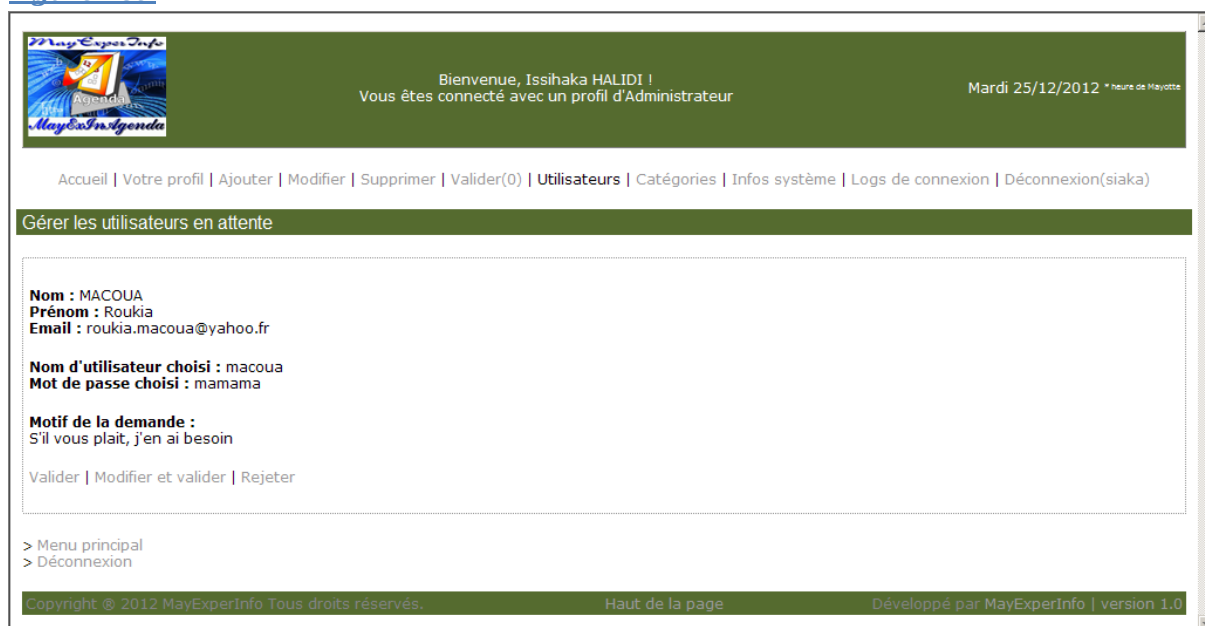 MayExperInfo
Agenda
MayExInAgenda
Bienvenue, Issihaka HALIDI !
Vous êtes connecté avec un profil d'Administrateur
Mardi 25/12/2012 * heure de Mayotte
Accueil | Votre profil | Ajouter | Modifier | Supprimer | Valider(0) | Utilisateurs | Catégories | Infos système | Logs de connexion | Déconnexion(siaka)
Gérer les utilisateurs en attente
Nom : MACOUA
Prénom : Roukia
Email : roukia.macoua@yahoo.fr
Nom d'utilisateur choisi : macoua
Mot de passe choisi : mamama
Motif de la demande :
S'il vous plait, j'en ai besoin
Valider | Modifier et valider | Rejeter
> Menu principal
> Déconnexion
Copyright ® 2012 MayExperInfo Tous droits réservés. Haut de la page Développé par MayExperInfo | version 1.0